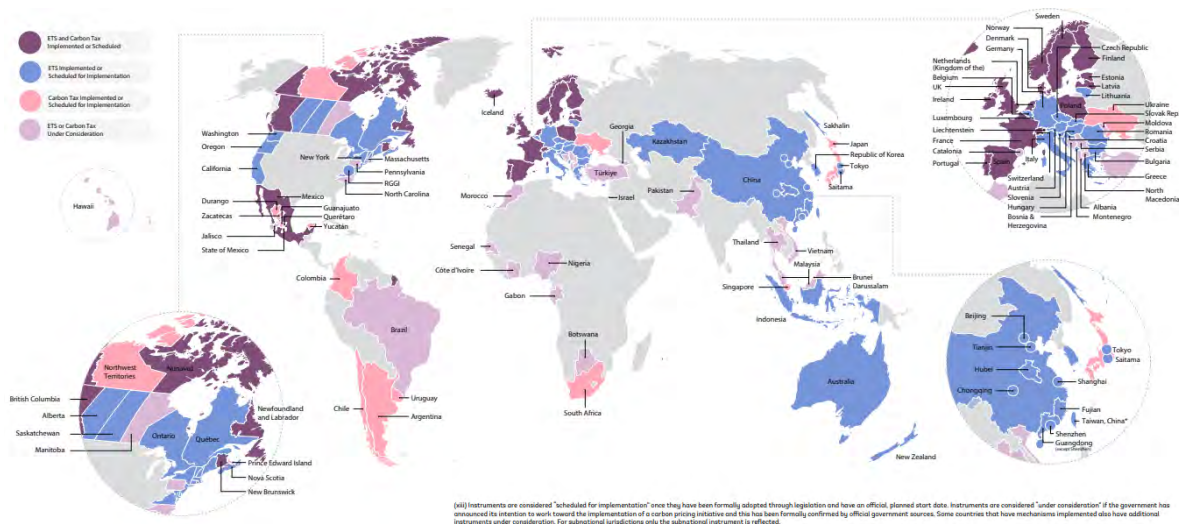 ETS and Carbon Tax
Implemented or Scheduled
ETS Implemented or
Scheduled for Implementation
Carbon Tax Implemented or
Scheduled for Implementation
ETS or Carbon Tax
Under Consideration
Hawaii
Washington
Oregon
California
New York
Massachusetts
Pennsylvania
RGGI
North Carolina
Mexico
Durango
Guanajuato
Zacatecas
Querétaro
Jalisco
Yucatán
State of Mexico
Colombia
Brazil
Uruguay
Chile
Argentina
Iceland
Morocco
Senegal
Côte d'Ivoire
Nigeria
Gabon
Botswana
South Africa
Georgia
Türkiye
Israel
Kazakhstan
Pakistan
China
Sakhalin
Japan
Republic of Korea
Tokyo
Saitama
Thailand
Vietnam
Malaysia
Singapore
Brunei
Darussalam
Indonesia
Australia
New Zealand
Sweden
Norway
Denmark
Germany
Netherlands
(Kingdom of the)
Belgium
UK
Ireland
Luxembourg
Liechtenstein
France
Catalonia
Portugal
Spain
Italy
Switzerland
Austria
Slovenia
Hungary
Bosnia &
Herzegovina
Czech Republic
Finland
Estonia
Latvia
Lithuania
Poland
Ukraine
Slovak Rep.
Moldova
Romania
Croatia
Serbia
Bulgaria
Greece
North
Macedonia
Albania
Montenegro
Northwest
Territories
Nunavut
British Columbia
Alberta
Saskatchewan
Manitoba
Ontario
Québec
Newfoundland
and Labrador
Prince Edward Island
Nova Scotia
New Brunswick
Beijing
Tianjin
Hubei
Chongqing
Tokyo
Saitama
Shanghai
Fujian
Taiwan, China*
Shenzhen
Guangdong
(except Shenzhen)
(xiii) Instruments are considered "scheduled for implementation" once they have been formally adopted through legislation and have an official, planned start date. Instruments are considered "under consideration" if the government has
announced its intention to work toward the implementation of a carbon pricing initiative and this has been formally confirmed by official government sources. Some countries that have mechanisms implemented also have additional
instruments under consideration. For subnational jurisdictions only the subnational instrument is reflected.